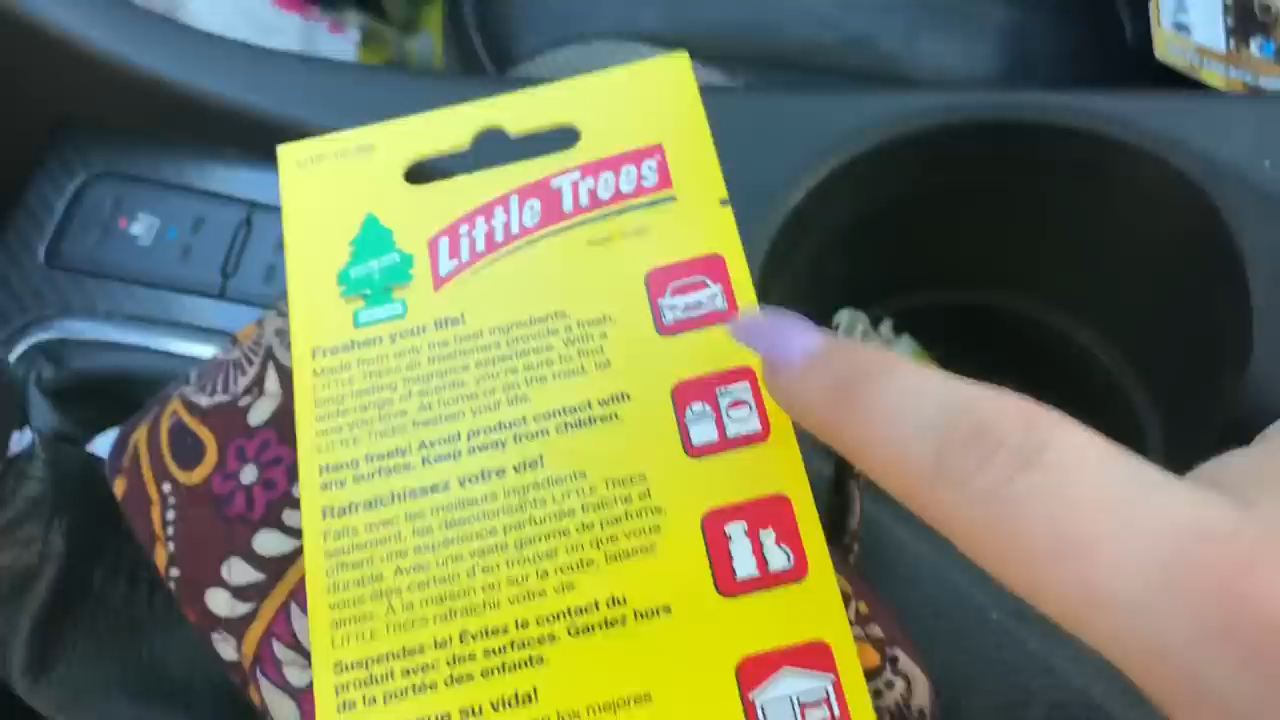 Little Trees
Freshen your life!
Made from only the best ingredients,
LITTLE TREES air fresheners provide a fresh,
long-lasting fragrance experience. With a
wide range of scents, you're sure to find
one you love. At home or on the road, let
LITTLE TREES freshen your life.
Hang freely! Avoid product contact with
any surface. Keep away from children.
Rafraîchissez votre vie!
Faits avec les meilleurs ingrédients
seulement, les désodorisants LITTLE TREES
offrent une expérience parfumée fraîche et
durable. Avec une vaste gamme de parfums,
vous êtes certain d'en trouver un que vous
aimez. À la maison ou sur la route, laissez
LITTLE TREES rafraîchir votre vie.
Suspendez-le! Évitez le contact du
produit avec des surfaces. Gardez hors
de la portée des enfants.
que su vida!
los mejores